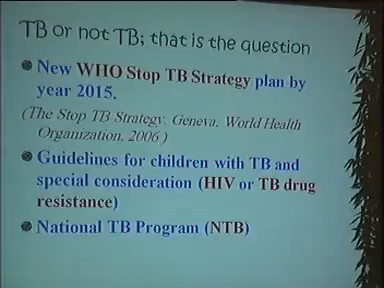 TB or not TB; that is the question
New WHO Stop TB Strategy plan by
year 2015.
(The Stop TB Strategy. Geneva, World Health
Organization, 2006 )
Guidelines for children with TB and
special consideration (HIV or TB drug
resistance)
National TB Program (NTB)